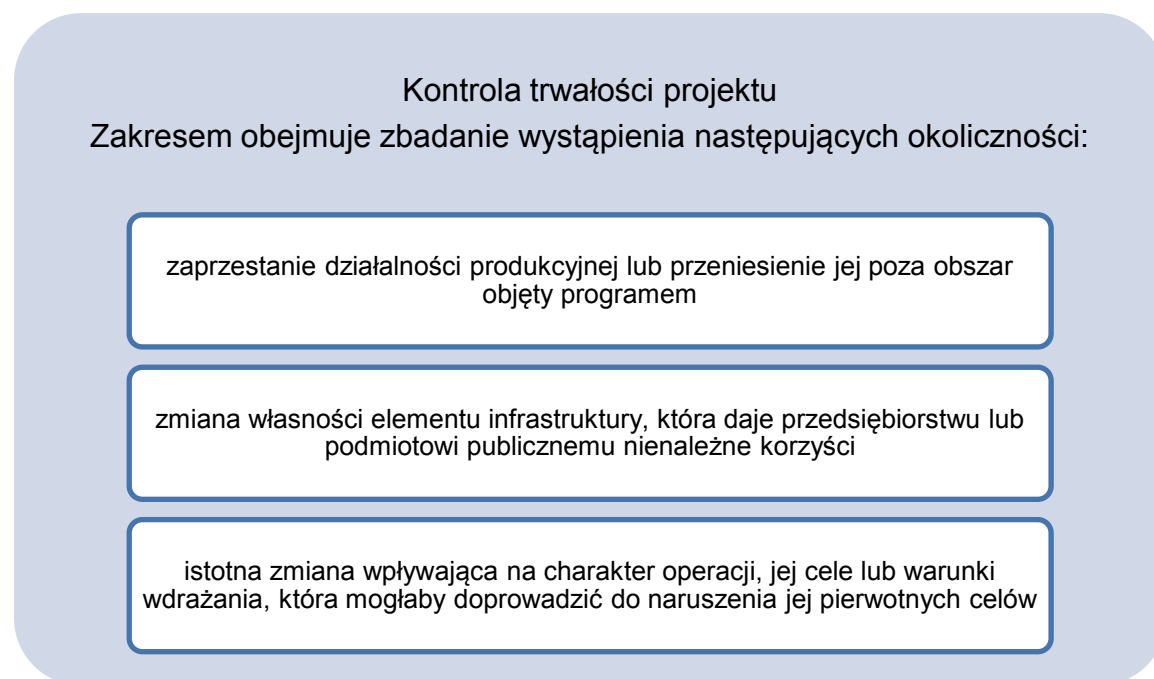 Kontrola trwałości projektu
Zakresem obejmuje zbadanie wystąpienia następujących okoliczności:
zaprzestanie działalności produkcyjnej lub przeniesienie jej poza obszar
objęty programem
zmiana własności elementu infrastruktury, która daje przedsiębiorstwu lub
podmiotowi publicznemu nienależne korzyści
istotna zmiana wpływająca na charakter operacji, jej cele lub warunki
wdrażania, która mogłaby doprowadzić do naruszenia jej pierwotnych celów